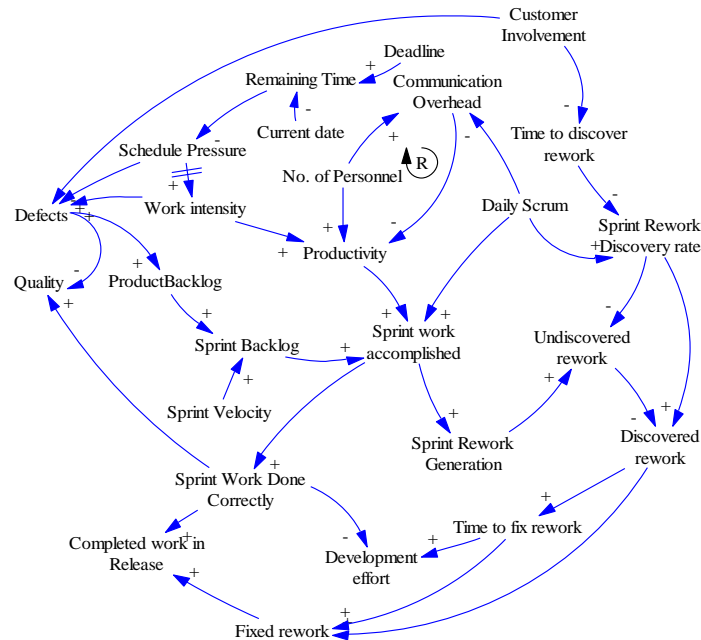 Customer
Involvement
Deadline
+
Remaining Time
Communication
Overhead
-
Current date
-
Time to discover
rework
-
Schedule Pressure
+
R
-
+
No. of Personnel
-
Defects
-
+
+
Work intensity
Daily Scrum
Sprint Rework
Discovery rate
+
+
+
-
Productivity
-
Quality
+
+
ProductBacklog
+
+
-
+
Sprint work
accomplished
Undiscovered
rework
Sprint Backlog
+
+
+
Sprint Velocity
+
Sprint Rework
Generation
-
+
Discovered
rework
+
Sprint Work Done
Correctly
+
Time to fix rework
+
Completed work in
Release
-
+
Development
effort
+
+
+
Fixed rework